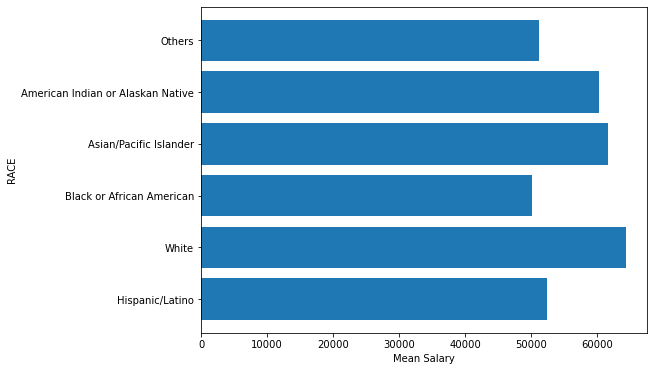 Others
American Indian or Alaskan Native
Asian/Pacific Islander
Black or African American
White
Hispanic/Latino
RACE
0 10000 20000 30000 40000 50000 60000
Mean Salary